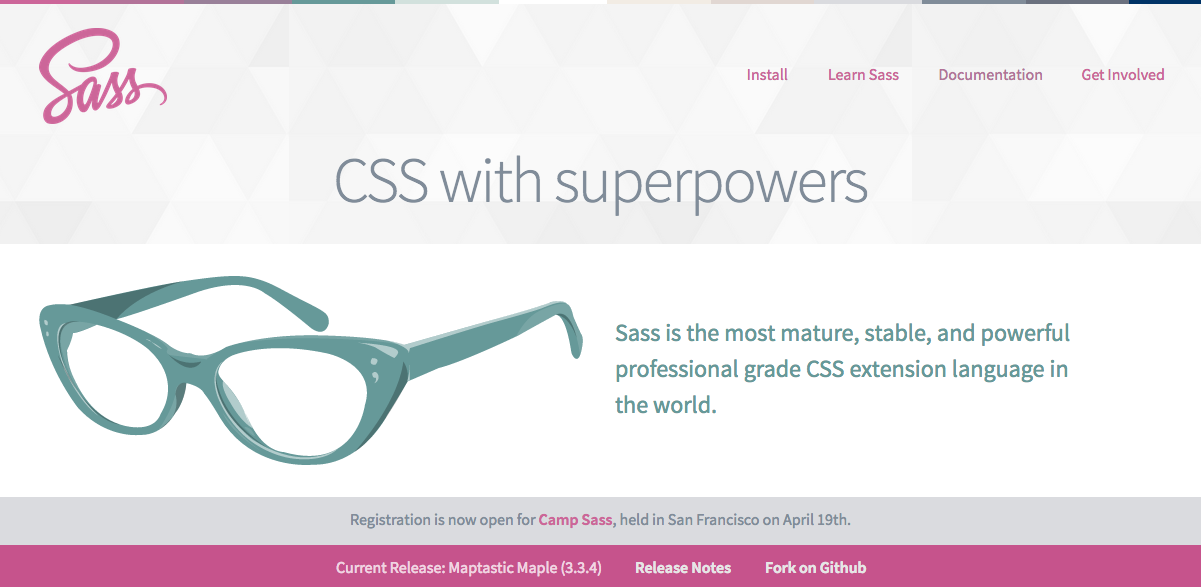 Sass
Install Learn Sass Documentation Get Involved
CSS with superpowers
Sass is the most mature, stable, and powerful
professional grade CSS extension language in
the world.
Registration is now open for Camp Sass, held in San Francisco on April 19th.
Current Release: Maptastic Maple (3.3.4) Release Notes Fork on Github